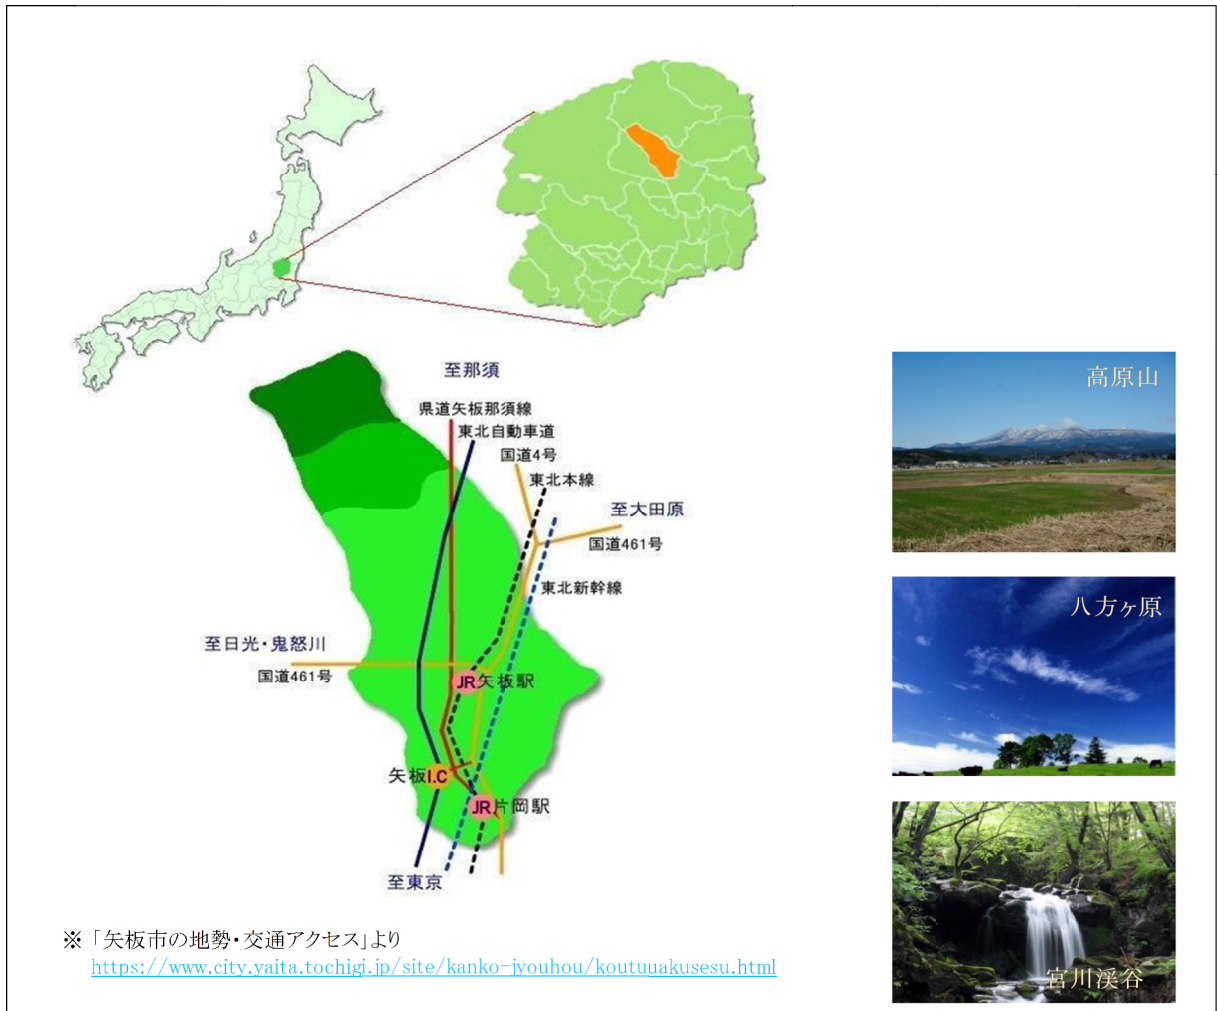 至那須
県道矢板那須線
東北自動車道
国道4号
東北本線
至大田原
国道461号
東北新幹線
至日光・鬼怒川
国道461号
JR矢板駅
矢板I.C
JR片岡駅
至東京
高原山
八方ヶ原
宮川渓谷
※「矢板市の地勢・交通アクセス」より
https://www.city.yaita.tochigi.jp/site/kanko-jyouhou/koutuuakusesu.html